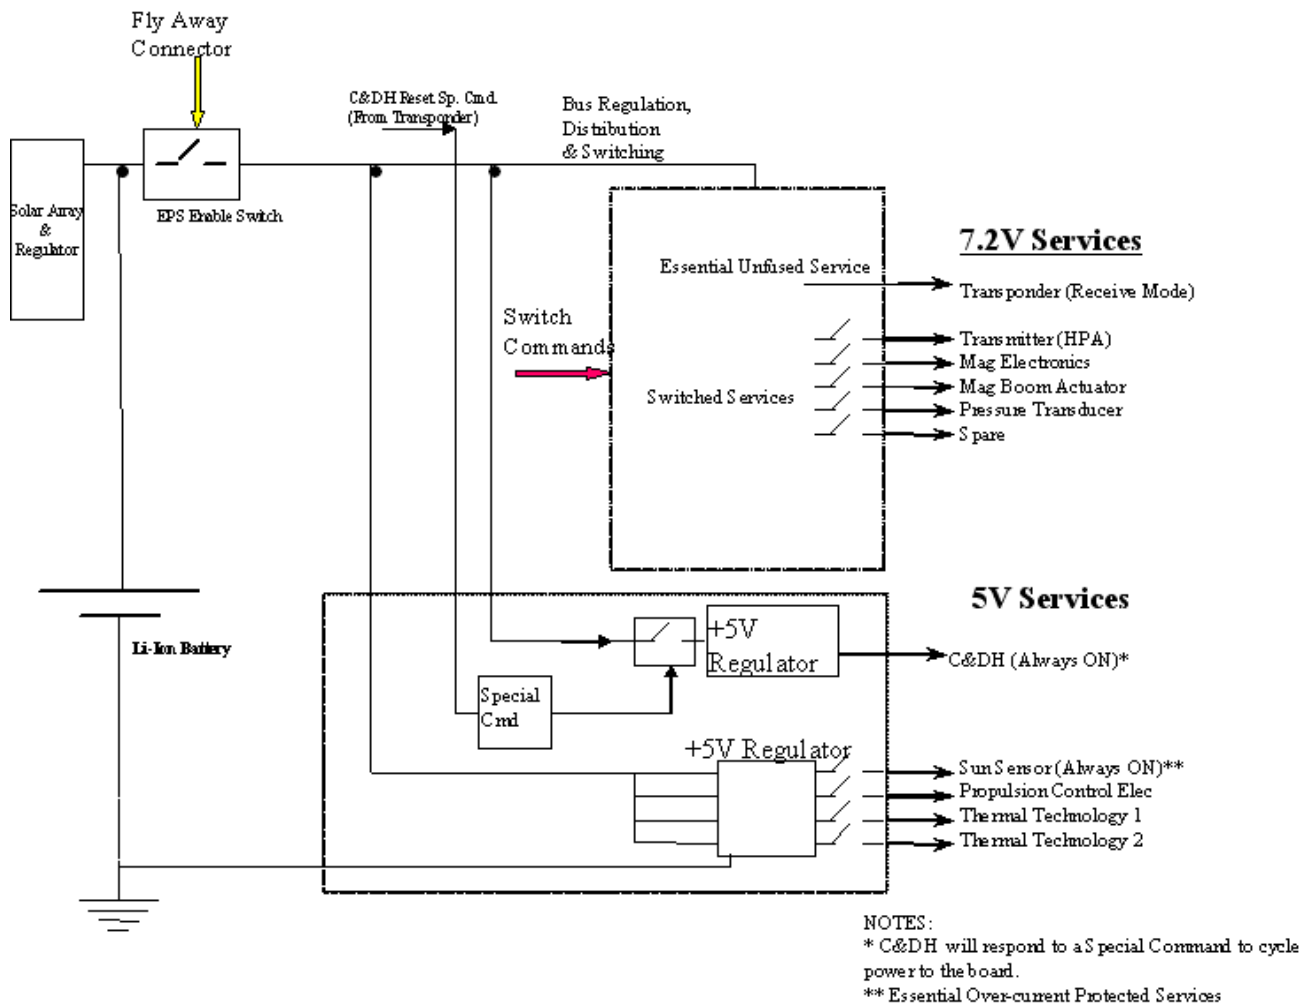 Fly Away
Connector
C&DH Reset Sp. Cmd.
(From Transponder)
Bus Regulation,
Distribution
& Switching
Solar Array
&
Regulator
EPS Enable Switch
7.2V Services
Essential Unfused Service
Transponder (Receive Mode)
Switch
Commands
Transmitter (HPA)
Mag Electronics
Mag Boom Actuator
Switched Services
Pressure Transducer
Spare
5V Services
+5V
Regulator
Li-Ion Battery
C&DH (Always ON)*
Special
Cmd
+5V Regulator
Sun Sensor (Always ON)**
Propulsion Control Elec
Thermal Technology 1
Thermal Technology 2
NOTES:
* C&DH will respond to a Special Command to cycle
power to the board.
** Essential Over-current Protected Services